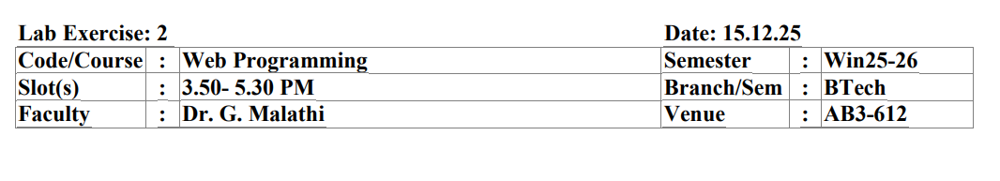 Lab Exercise: 2 Date: 15.12.25
Code/Course : Web Programming Semester : Win25-26
Slot(s) : 3.50- 5.30 PM Branch/Sem : BTech
Faculty : Dr. G. Malathi Venue : AB3-612